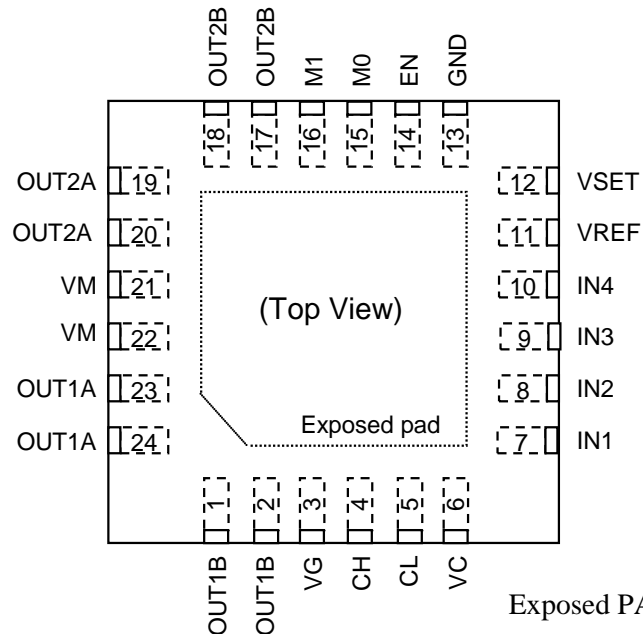 OUT2B
OUT2B
M1
M0
EN
GND
18
17
16
15
14
13
OUT2A 19
OUT2A 20
VM 21
VM 22
OUT1A 23
OUT1A 24
12 VSET
11 VREF
10 IN4
9 IN3
8 IN2
7 IN1
(Top View)
Exposed pad
1
2
3
4
5
6
OUT1B
OUT1B
VG
CH
CL
VC
Exposed PA